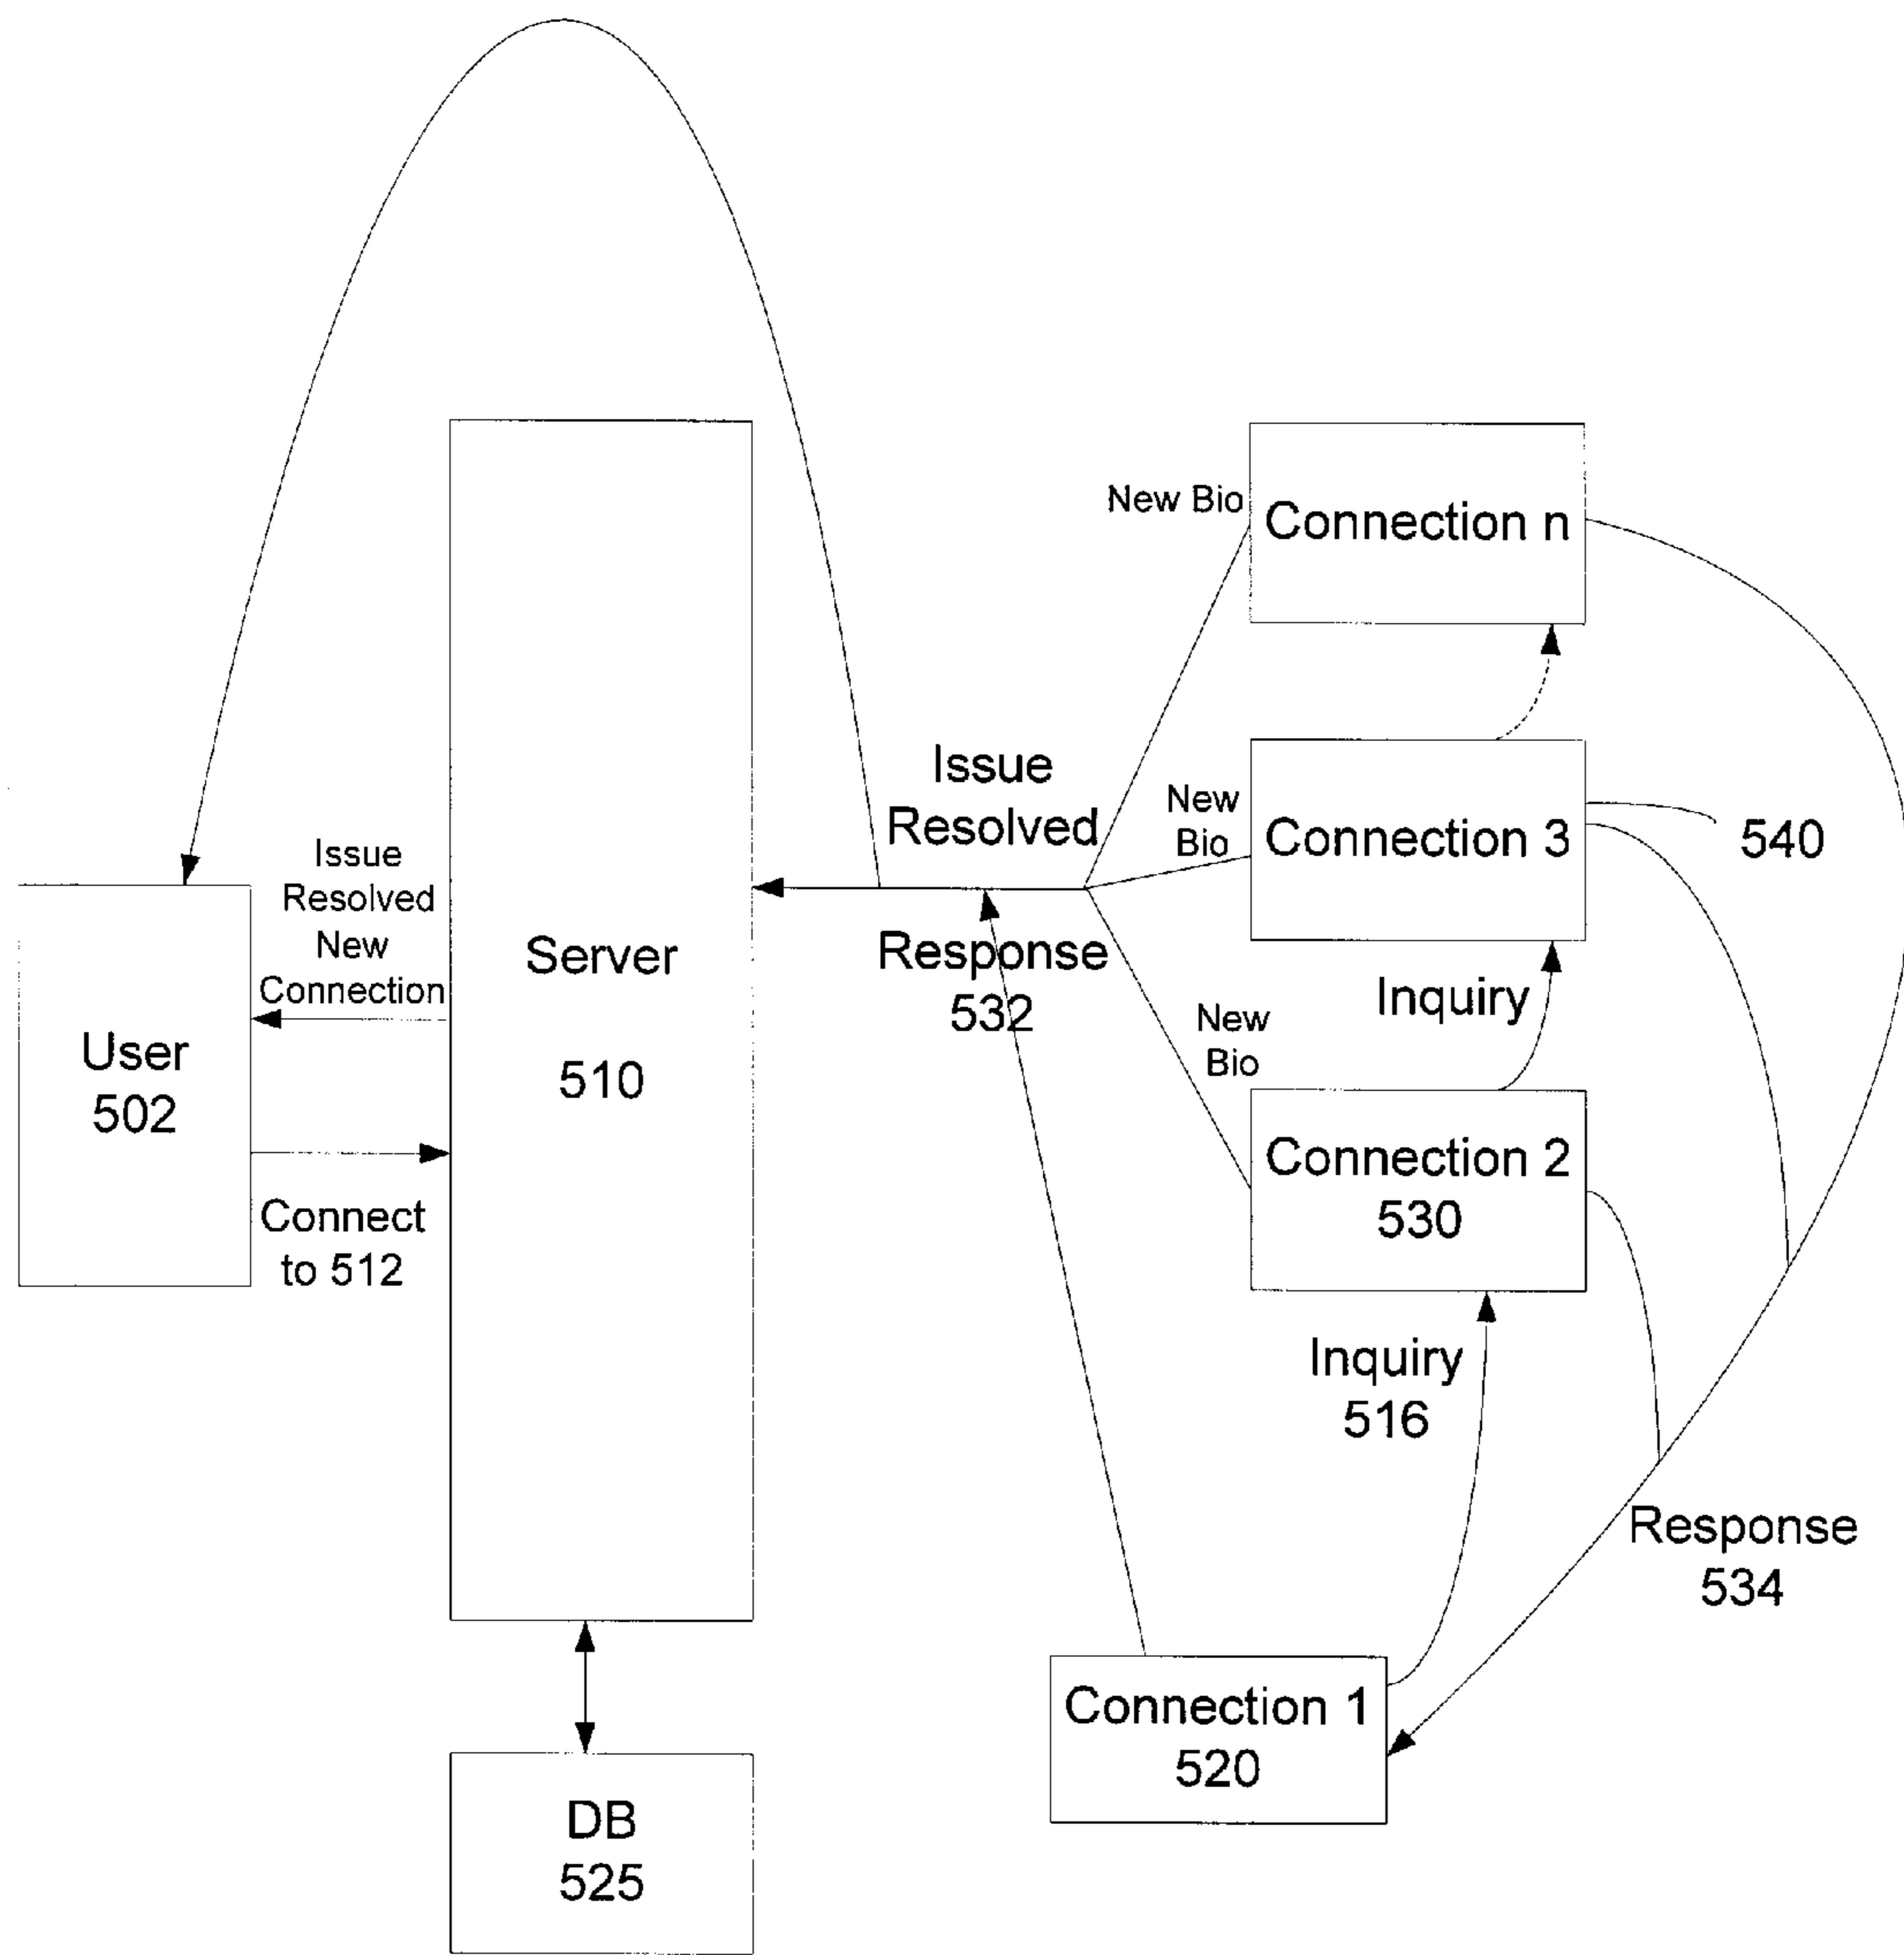 New Bio
Connection n
Issue
Resolved
New
Bio
Connection 3
540
Issue
Resolved
New
Connection
Server
510
Response
532
Inquiry
New
Bio
User
502
Connect
to 512
Connection 2
530
Inquiry
516
Response
534
Connection 1
520
DB
525